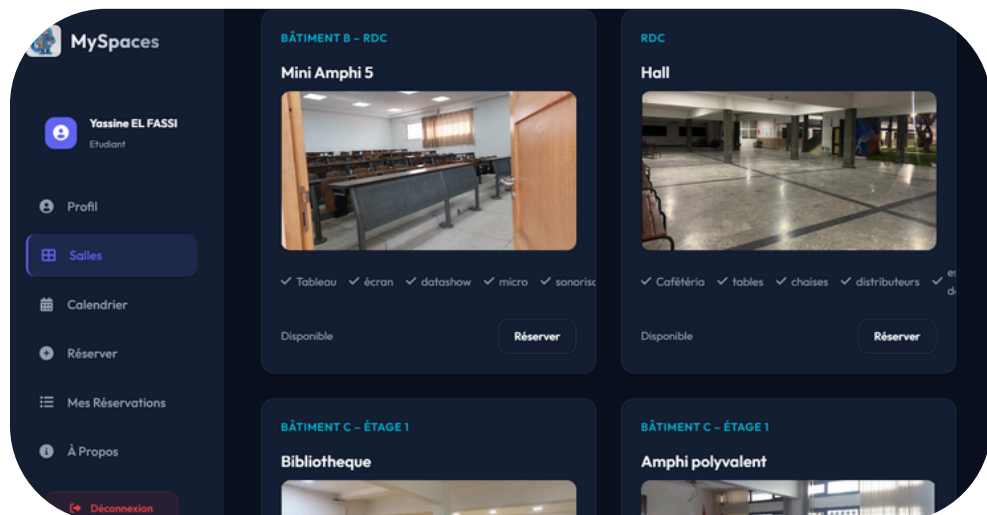 MySpaces
Yassine EL FASSI
Etudiant
Profil
Salles
Calendrier
Réserver
Mes Réservations
À Propos
Déconnexion
BÂTIMENT B – RDC
Mini Amphi 5
Tableau écran datashow micro
Disponible
Réserver
RDC
Hall
Cafétéria tables chaises distributeurs
Disponible
Réserver
BÂTIMENT C – ÉTAGE 1
Bibliotheque
BÂTIMENT C – ÉTAGE 1
Amphi polyvalent